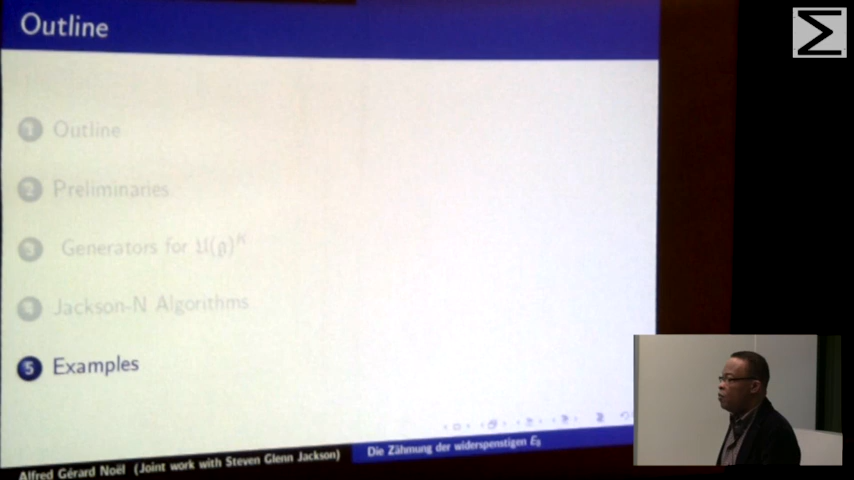 Outline
Σ
1 Outline
2 Preliminaries
3 Generators for 𝔘(𝔤)ᴷ
4 Jackson-N Algorithms
5 Examples
Alfred Gérard Noël (Joint work with Steven Glenn Jackson)
Die Zähmung der widerspenstigen E₈